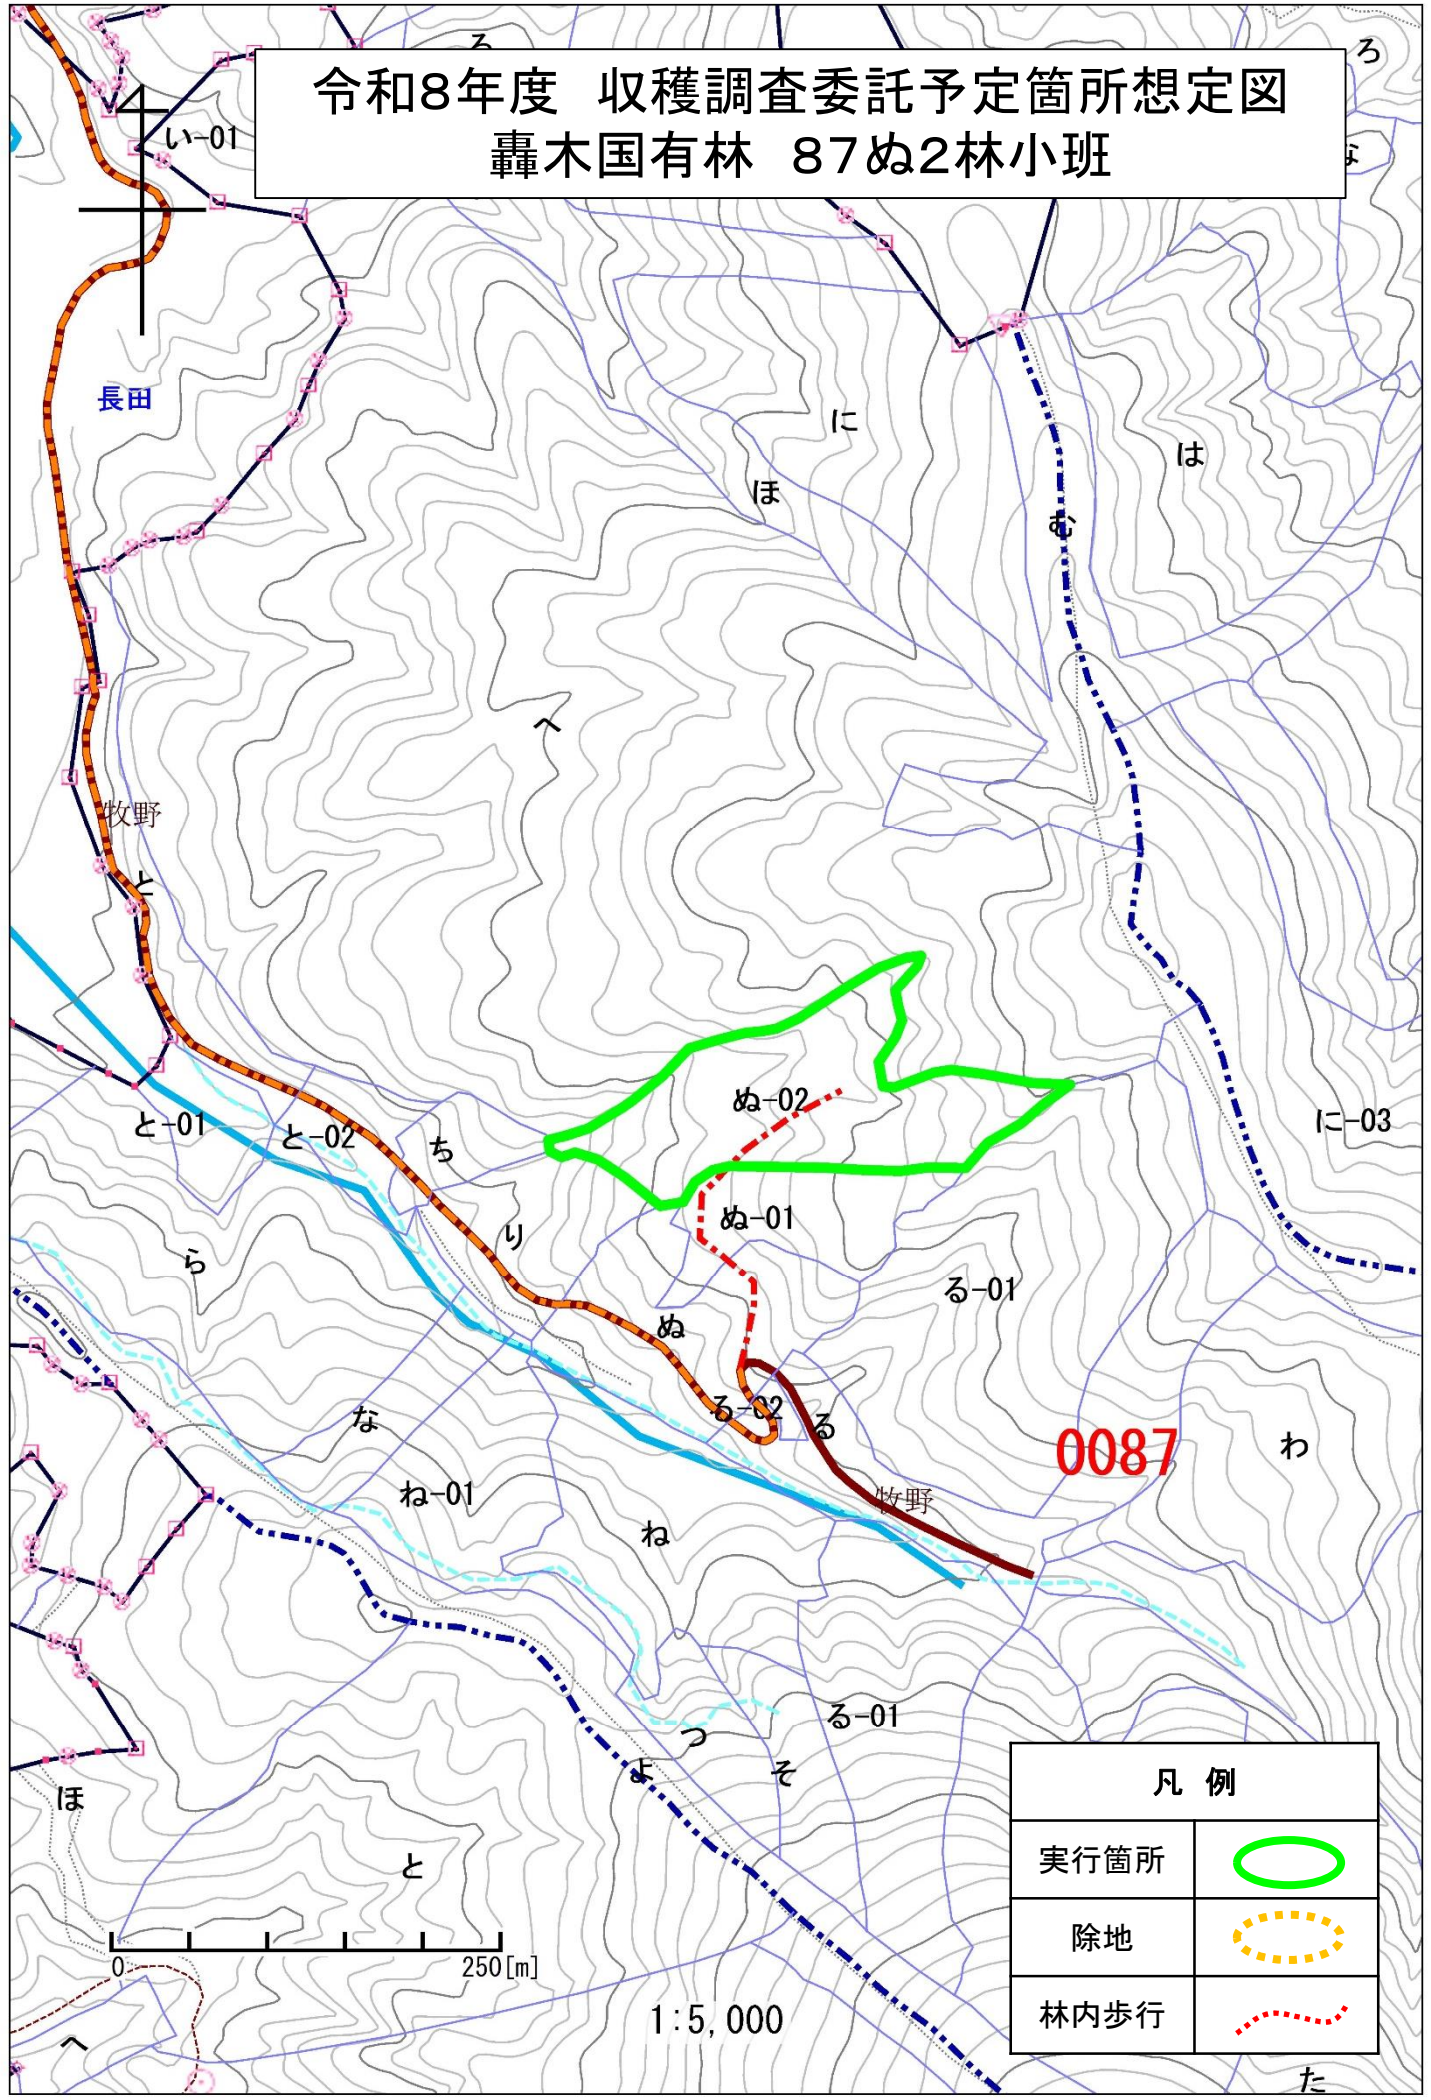 ろ
ろ
令和8年度　収穫調査委託予定箇所想定図
轟木国有林　87ぬ2林小班
い-01
な
長田
に
は
ほ
む
へ
牧野
と
ぬ-02
と-01
と-02
ち
に-03
ぬ-01
り
ら
る-01
ぬ
る-02
る
な
0087
わ
ね-01
牧野
ね
る-01
つ
よ
そ
ほ
と
凡 例
実行箇所
除地
林内歩行
0
250[m]
1:5,000
へ
た